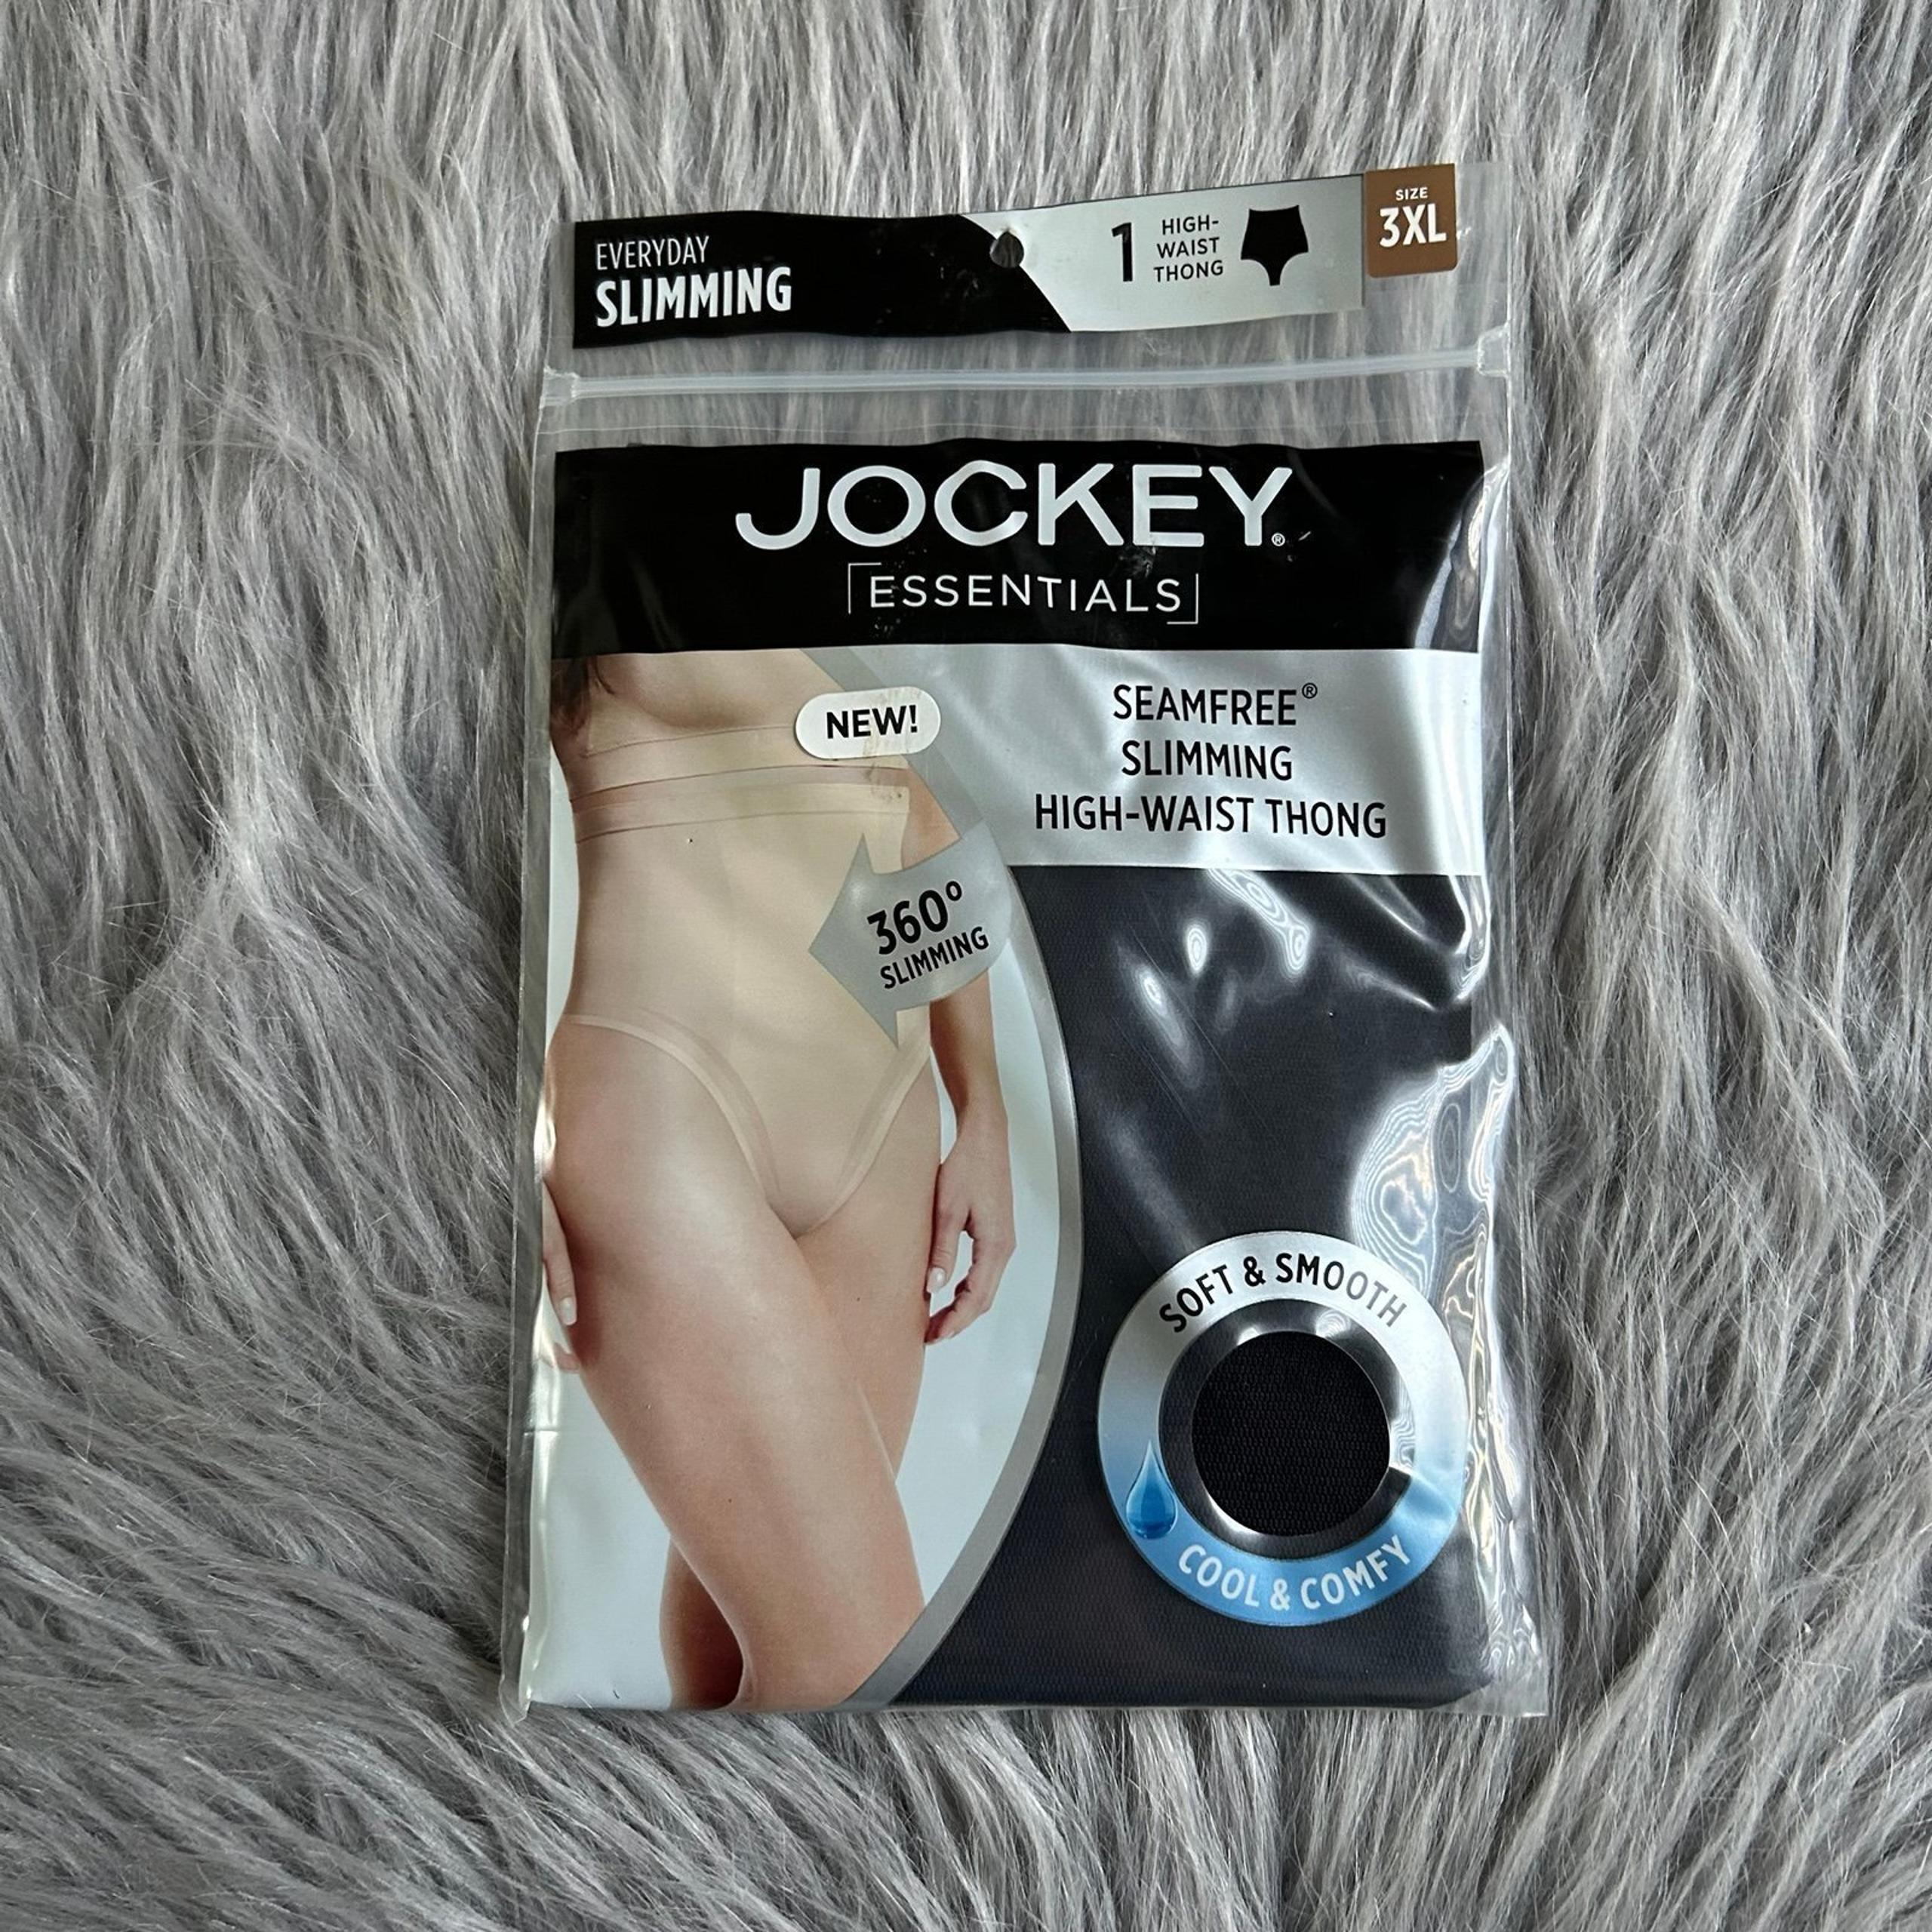 EVERYDAY
SLIMMING
1
HIGH-
WAIST
THONG
SIZE
3XL
JOCKEY®
ESSENTIALS
NEW!
SEAMFREE®
SLIMMING
HIGH-WAIST THONG
360°
SLIMMING
SOFT & SMOOTH
COOL & COMFY